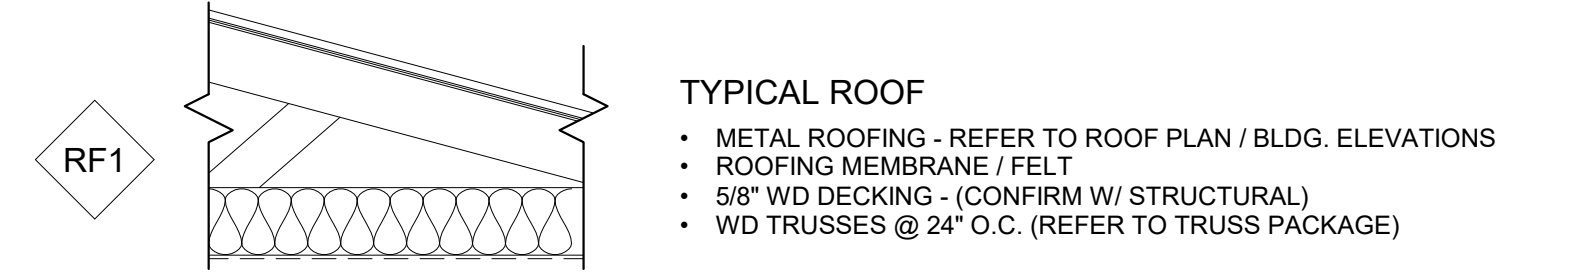 RF1
TYPICAL ROOF
• METAL ROOFING - REFER TO ROOF PLAN / BLDG. ELEVATIONS
• ROOFING MEMBRANE / FELT
• 5/8" WD DECKING - (CONFIRM W/ STRUCTURAL)
• WD TRUSSES @ 24" O.C. (REFER TO TRUSS PACKAGE)